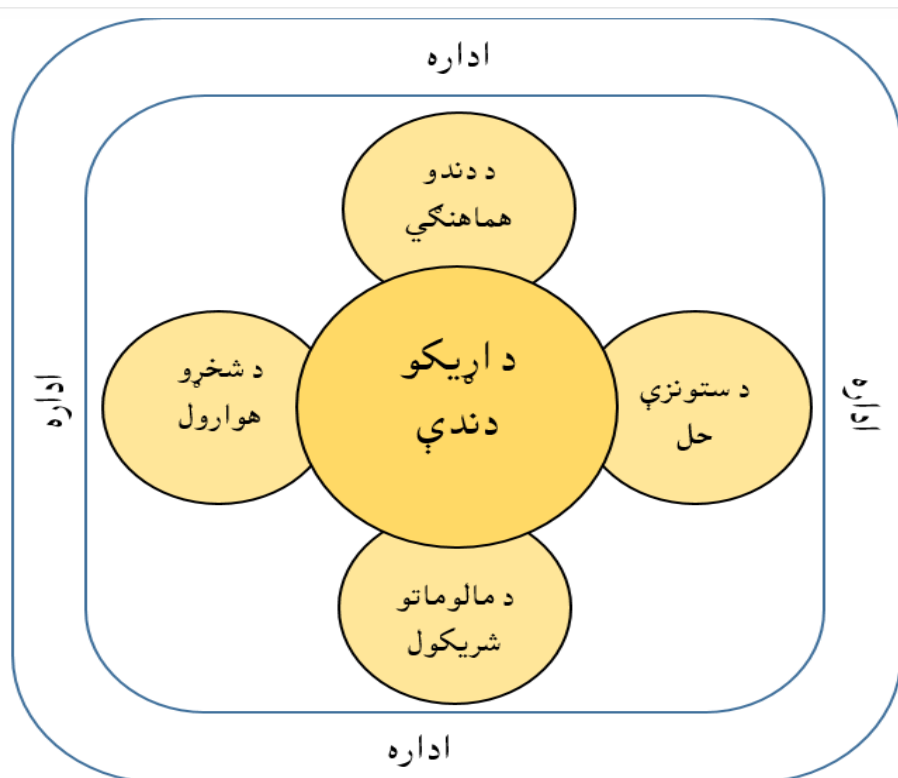 اداره
د دندو
هماهنګي
د اړیکو
دندې
د ستونزې
حل
د شخړو
هوارول
د مالوماتو
شریکول
اداره
اداره
اداره